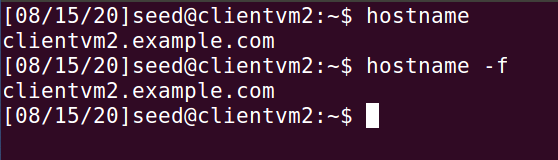 [08/15/20]seed@clientvm2:~$ hostname
clientvm2.example.com
[08/15/20]seed@clientvm2:~$ hostname -f
clientvm2.example.com
[08/15/20]seed@clientvm2:~$